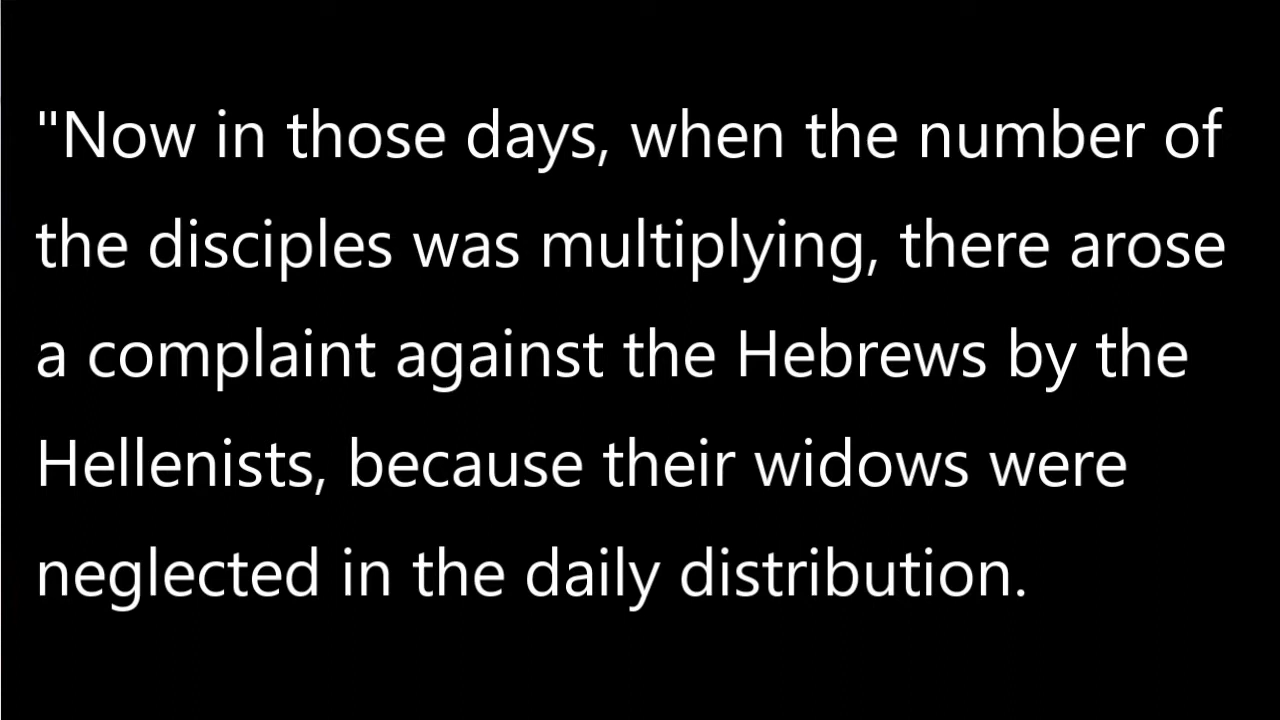 "Now in those days, when the number of
the disciples was multiplying, there arose
a complaint against the Hebrews by the
Hellenists, because their widows were
neglected in the daily distribution.